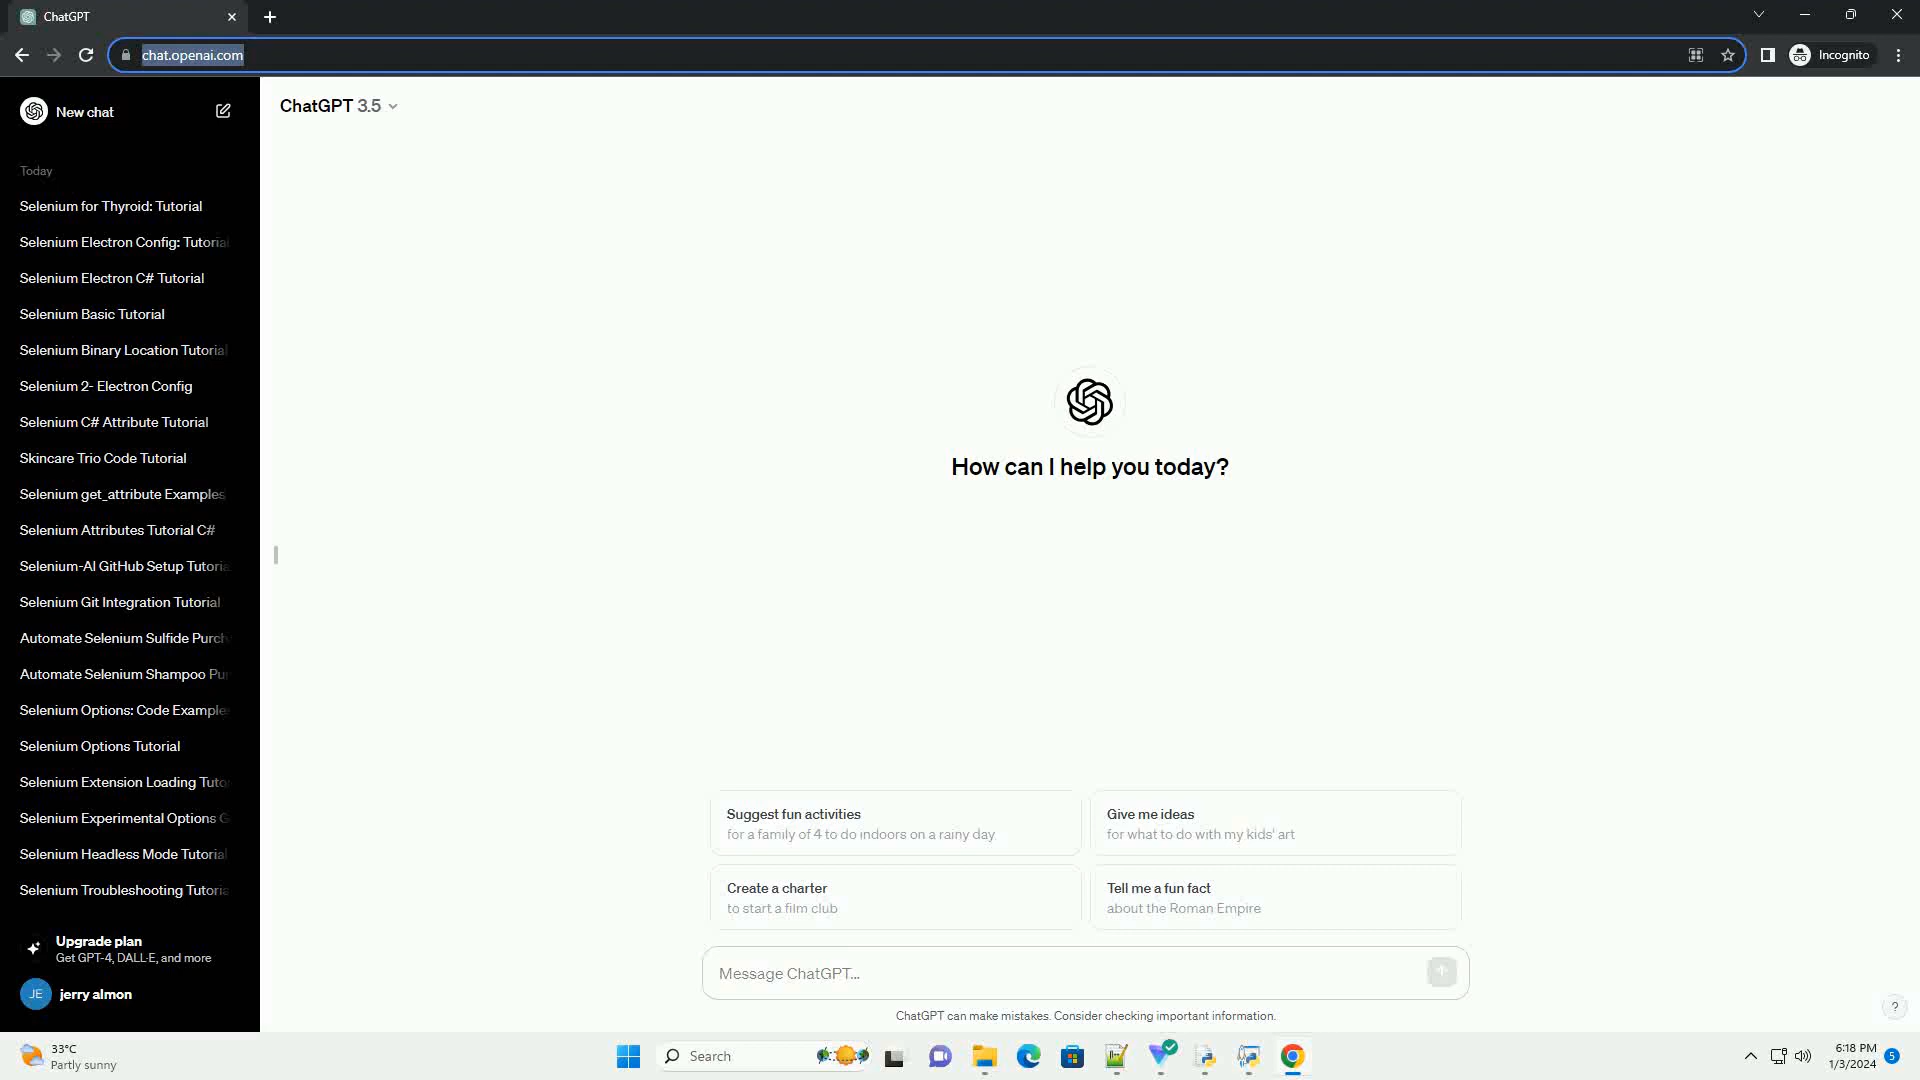 ChatGPT
chat.openai.com
Incognito
New chat
ChatGPT 3.5
Today
Selenium for Thyroid: Tutorial
Selenium Electron Config: Tutorial
Selenium Electron C# Tutorial
Selenium Basic Tutorial
Selenium Binary Location Tutorial
Selenium 2- Electron Config
Selenium C# Attribute Tutorial
Skincare Trio Code Tutorial
Selenium get_attribute Examples
Selenium Attributes Tutorial C#
Selenium-AI GitHub Setup Tutoria
Selenium Git Integration Tutorial
Automate Selenium Sulfide Purch
Automate Selenium Shampoo Pur
Selenium Options: Code Examples
Selenium Options Tutorial
Selenium Extension Loading Tutor
Selenium Experimental Options G
Selenium Headless Mode Tutorial
Selenium Troubleshooting Tutoria
Upgrade plan
Get GPT-4, DALL·E, and more
JE jerry almon
How can I help you today?
Suggest fun activities
for a family of 4 to do indoors on a rainy day
Give me ideas
for what to do with my kids' art
Create a charter
to start a film club
Tell me a fun fact
about the Roman Empire
Message ChatGPT...
ChatGPT can make mistakes. Consider checking important information.
?
33°C
Partly sunny
Search
6:18 PM
1/3/2024
5